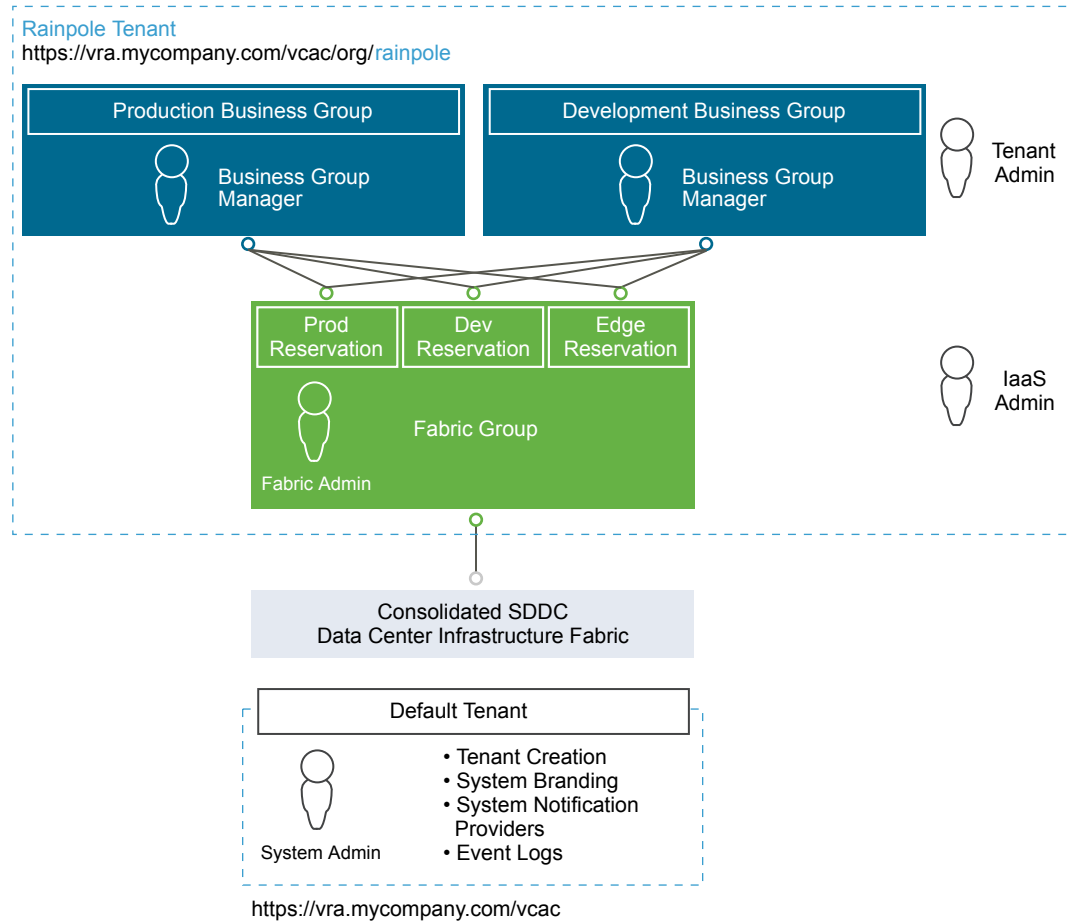 Rainpole Tenant
https://vra.mycompany.com/vcac/org/rainpole
Production Business Group
Business Group
Manager
Development Business Group
Business Group
Manager
Tenant
Admin
Prod
Reservation
Dev
Reservation
Edge
Reservation
Fabric Group
Fabric Admin
IaaS
Admin
Consolidated SDDC
Data Center Infrastructure Fabric
Default Tenant
System Admin
• Tenant Creation
• System Branding
• System Notification
Providers
• Event Logs
https://vra.mycompany.com/vcac